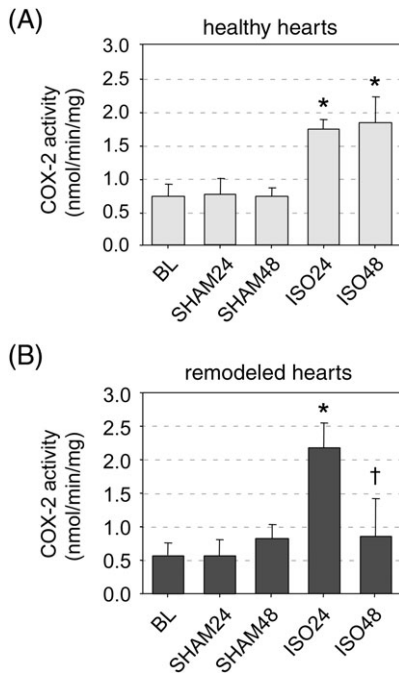 (A)
healthy hearts
COX-2 activity
(nmol/min/mg)
3.0
2.5
2.0
1.5
1.0
0.5
0.0
*
*
BL
SHAM24
SHAM48
ISO24
ISO48
(B)
remodeled hearts
COX-2 activity
(nmol/min/mg)
3.0
2.5
2.0
1.5
1.0
0.5
0.0
*
†
BL
SHAM24
SHAM48
ISO24
ISO48